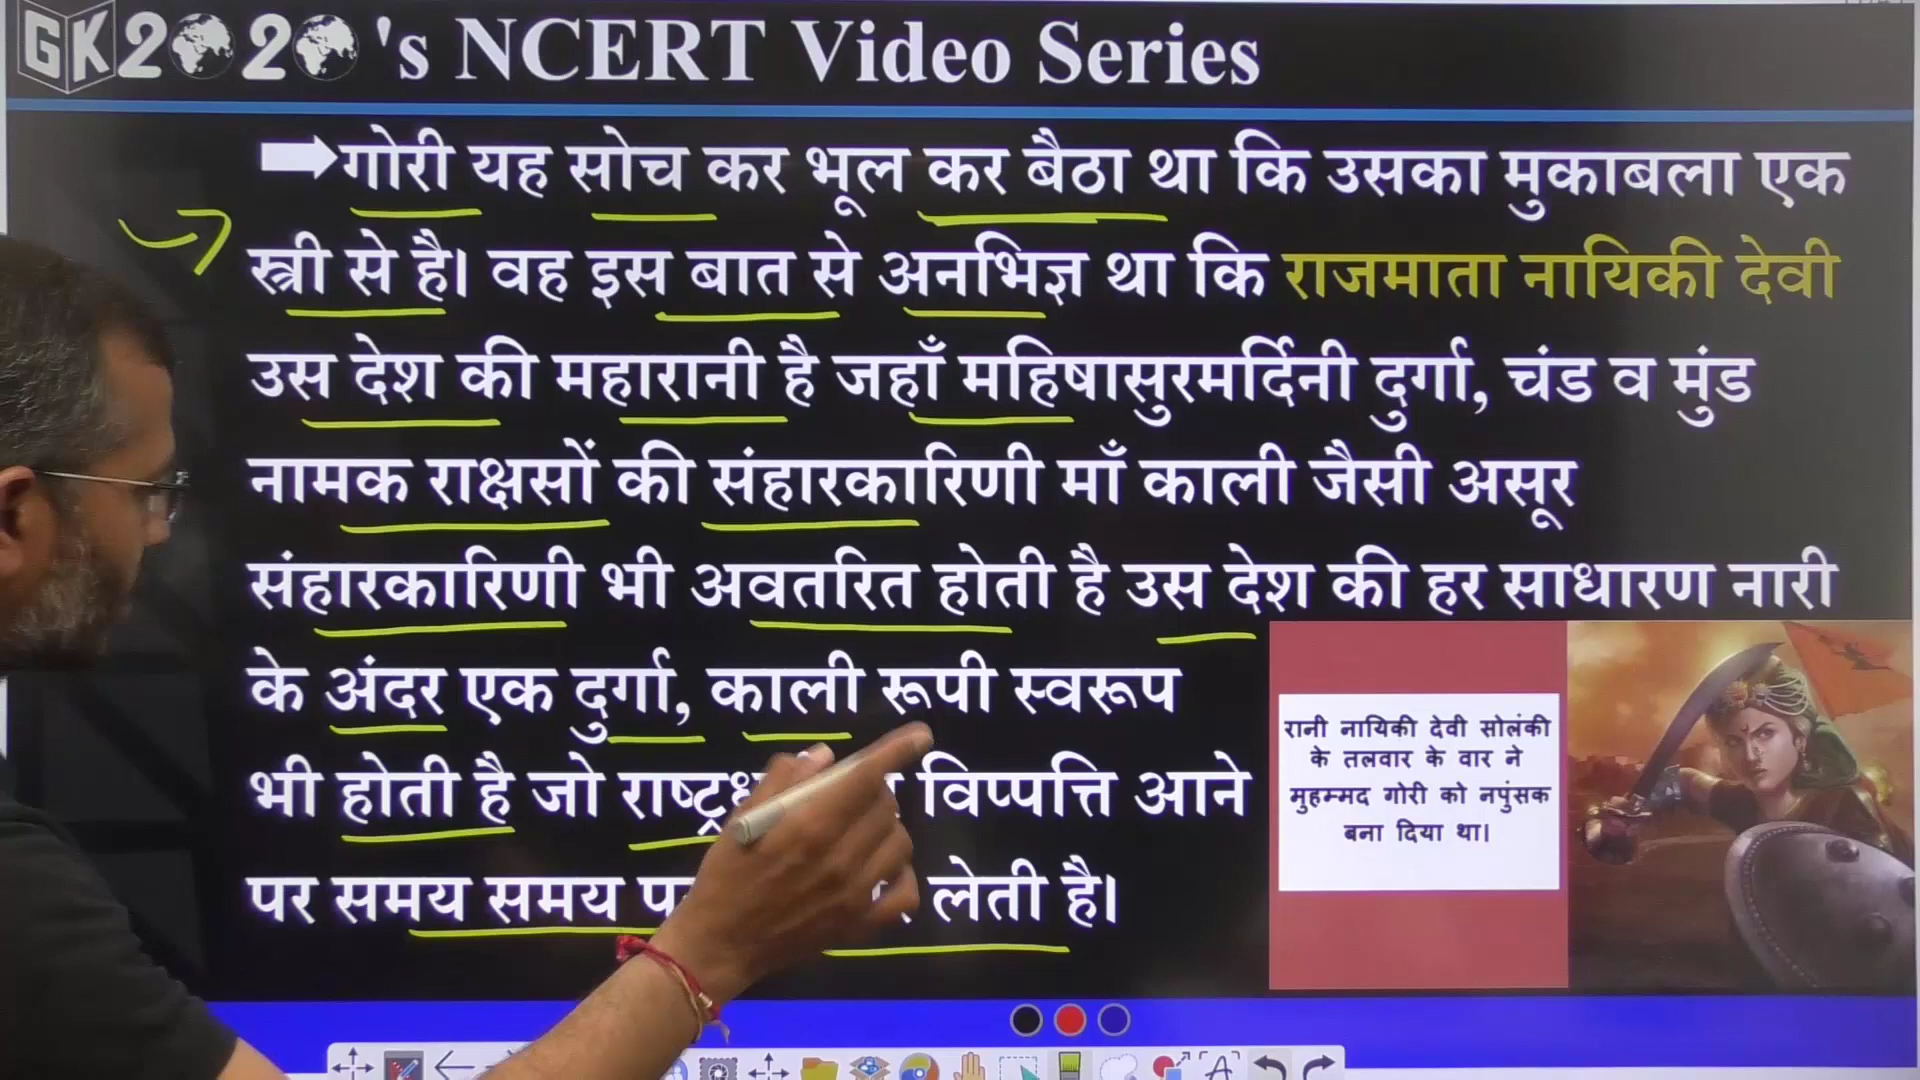 GK2020's NCERT Video Series
गोरी यह सोच कर भूल कर बैठा था कि उसका मुकाबला एक
स्त्री से है। वह इस बात से अनभिज्ञ था कि राजमाता नायिकी देवी
उस देश की महारानी है जहाँ महिषासुरमर्दिनी दुर्गा, चंड व मुंड
नामक राक्षसों की संहारकारिणी माँ काली जैसी असूर
संहारकारिणी भी अवतरित होती है उस देश की हर साधारण नारी
के अंदर एक दुर्गा, काली रूपी स्वरूप
भी होती है जो विप्पत्ति आने
पर समय समय लेती है।
रानी नायिकी देवी सोलंकी
के तलवार के वार ने
मुहम्मद गोरी को नपुंसक
बना दिया था।